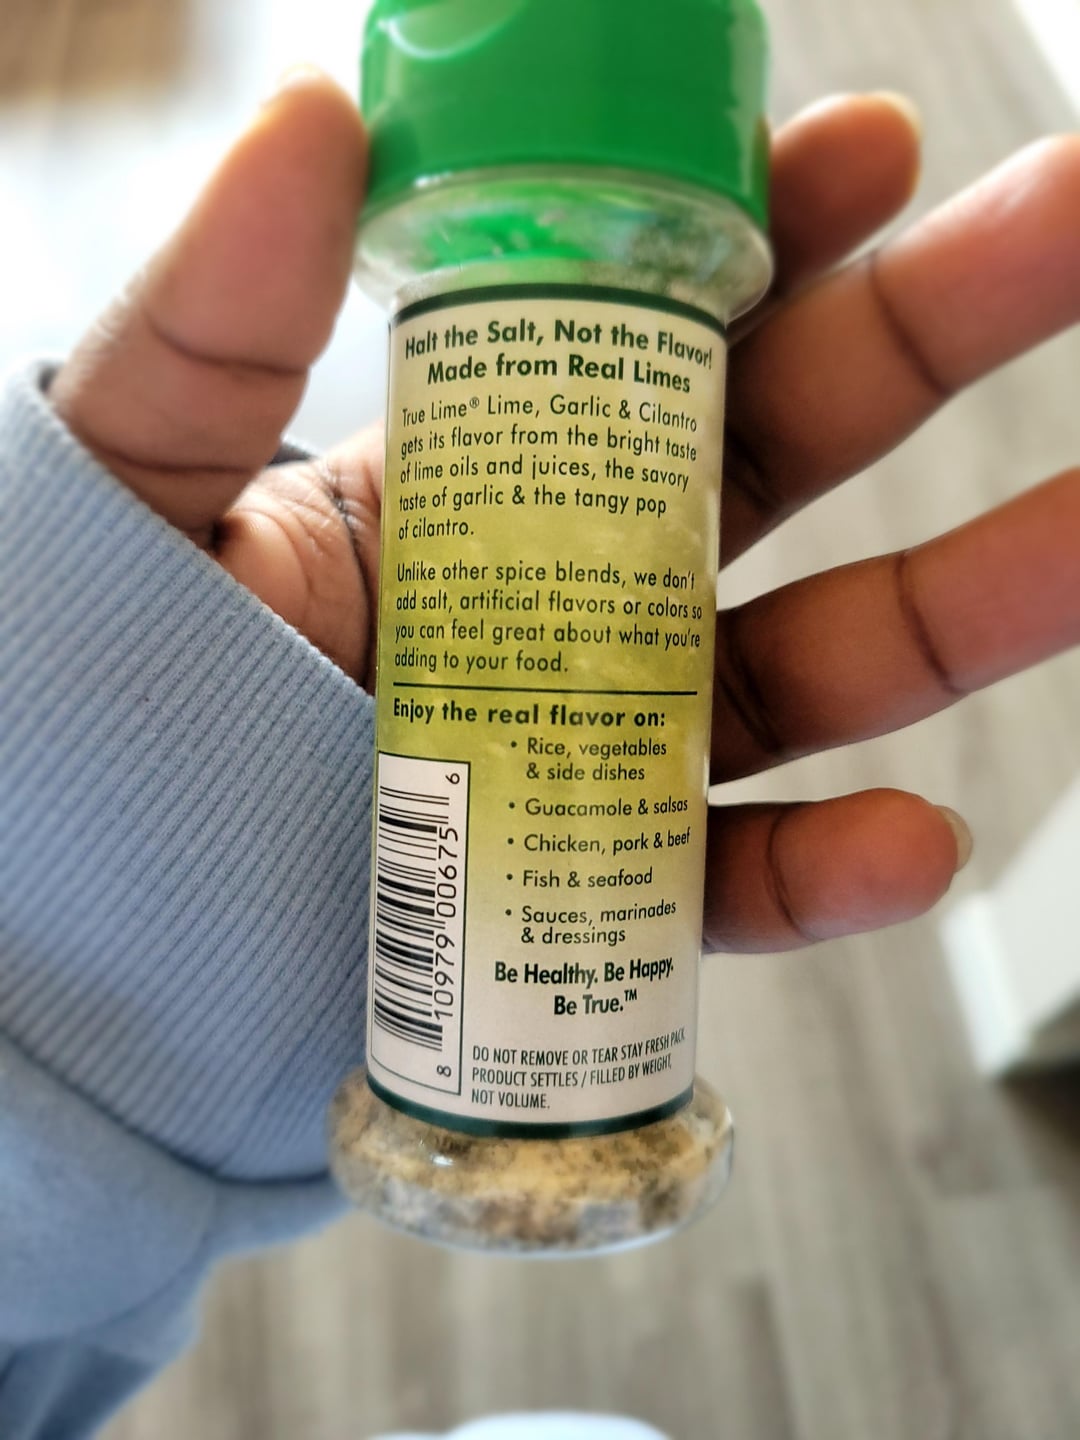 Halt the Salt, Not the Flavor!
Made from Real Limes
True Lime® Lime, Garlic & Cilantro
gets its flavor from the bright taste
of lime oils and juices, the savory
taste of garlic & the tangy pop
of cilantro.
Unlike other spice blends, we don't
add salt, artificial flavors or colors so
you can feel great about what you're
adding to your food.
Enjoy the real flavor on:
• Rice, vegetables
& side dishes
• Guacamole & salsas
• Chicken, pork & beef
• Fish & seafood
• Sauces, marinades
& dressings
Be Healthy. Be Happy.
Be True.™
DO NOT REMOVE OR TEAR STAY FRESH PACK.
PRODUCT SETTLES / FILLED BY WEIGHT,
NOT VOLUME.
8 10979 00675 6